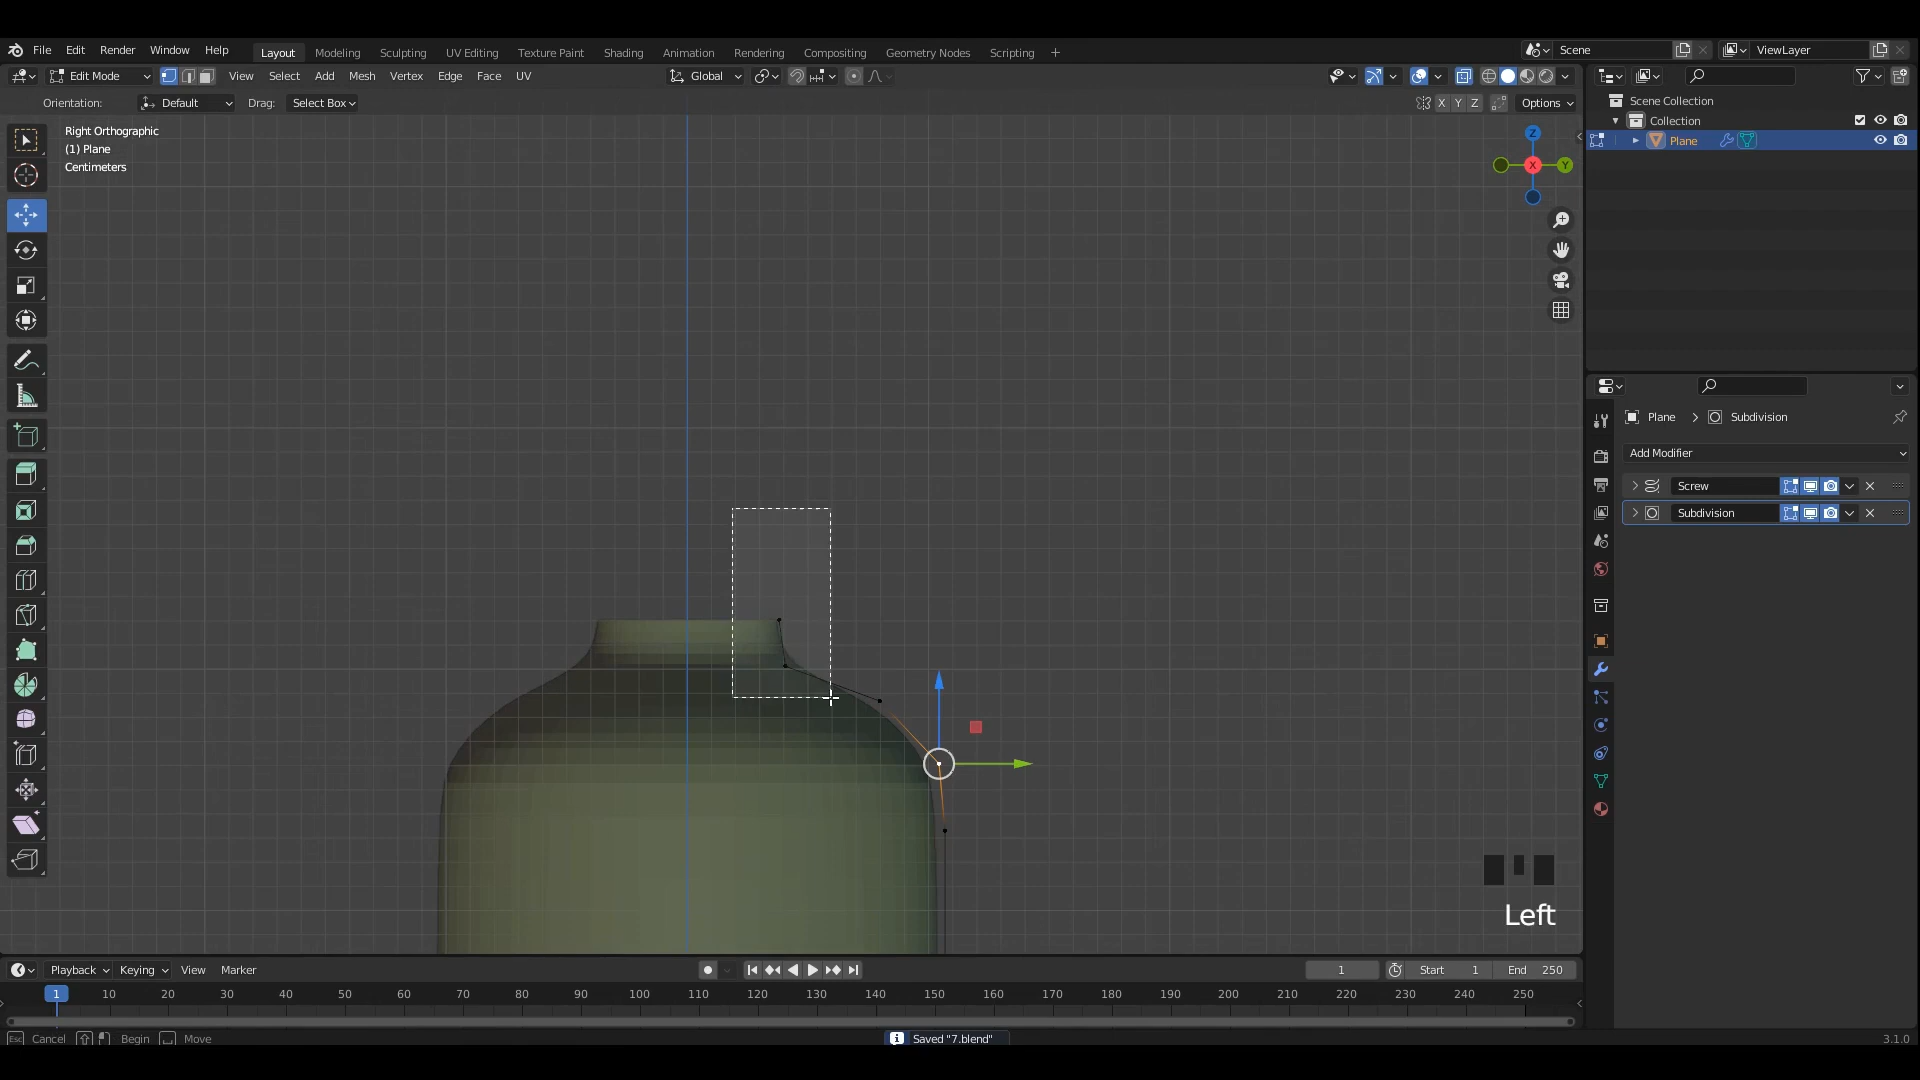 File Edit Render Window Help Layout Modeling Sculpting UV Editing Texture Paint Shading Animation Rendering Compositing Geometry Nodes Scripting + Scene ViewLayer
Edit Mode View Select Add Mesh Vertex Edge Face UV Global
Orientation: Default Drag: Select Box X Y Z Options
Right Orthographic
(1) Plane
Centimeters
Z
X
Y
Scene Collection
Collection
Plane
Plane > Subdivision
Add Modifier
Screw
Subdivision
Left
Playback Keying View Marker 1 Start 1 End 250
1 10 20 30 40 50 60 70 80 90 100 110 120 130 140 150 160 170 180 190 200 210 220 230 240 250
Esc Cancel Begin Move Saved "7.blend" 3.1.0